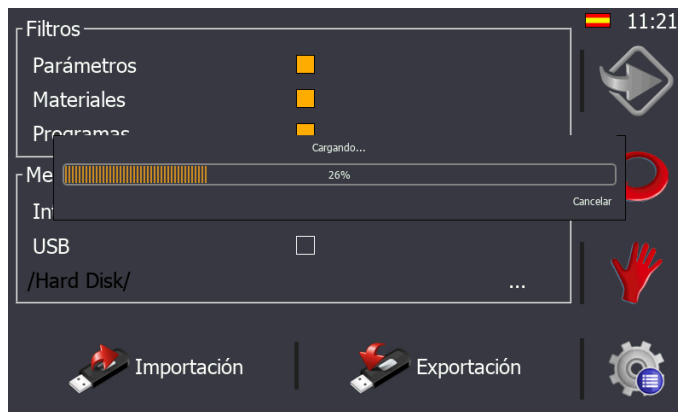 11:21
Filtros
Parámetros
Materiales
Programas
Cargando...
26%
Cancelar
USB
/Hard Disk/
...
Importación
Exportación